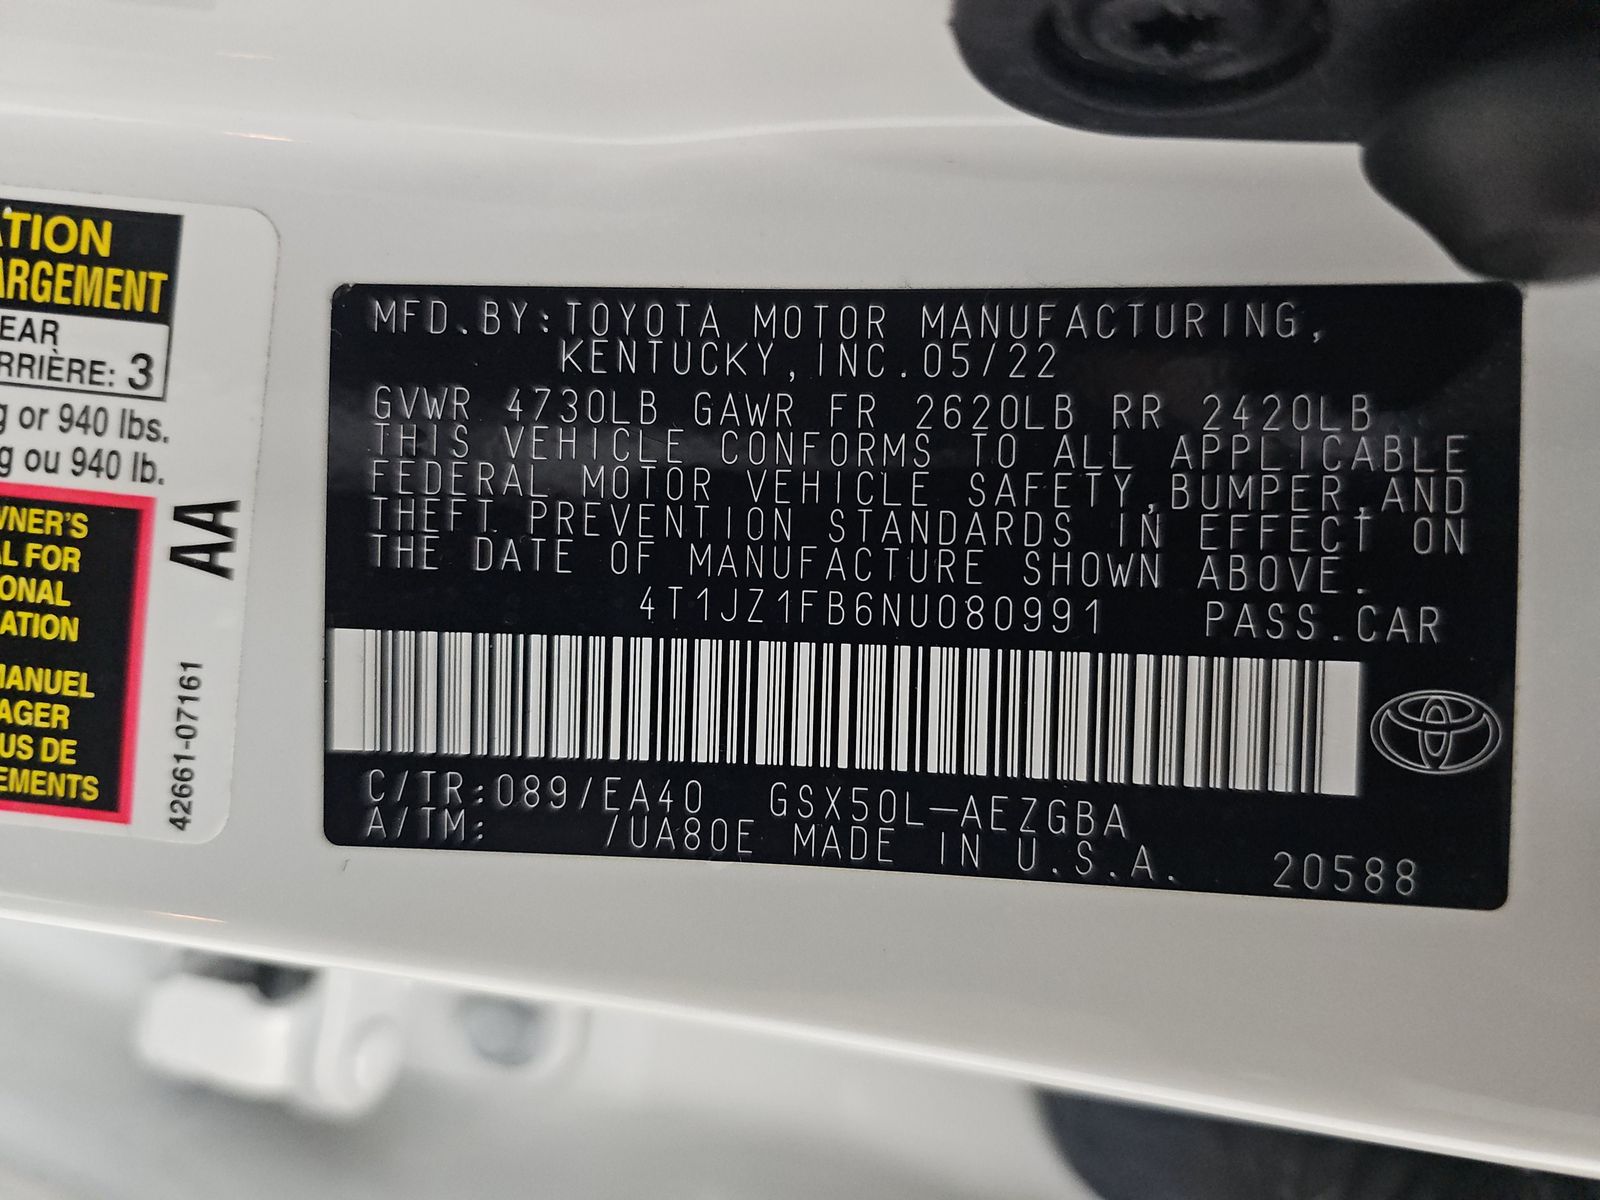 ATION
ARGEMENT
EAR
RRIÈRE: 3
g or 940 lbs.
g ou 940 lb.
WNER'S
AL FOR
ONAL
ATION
MANUEL
AGER
US DE
EMENTS
AA
42661-07161
MFD.BY:TOYOTA MOTOR MANUFACTURING,
KENTUCKY,INC.05/22
GVWR 4730LB GAWR FR 2620LB RR 2420LB
THIS VEHICLE CONFORMS TO ALL APPLICABLE
FEDERAL MOTOR VEHICLE SAFETY,BUMPER,AND
THEFT PREVENTION STANDARDS IN EFFECT ON
THE DATE OF MANUFACTURE SHOWN ABOVE.
4T1JZ1FB6NU080991 PASS.CAR
C/TR:089/EA40 GSX50L-AEZGBA
A/TM: /UA80E MADE IN U.S.A. 20588